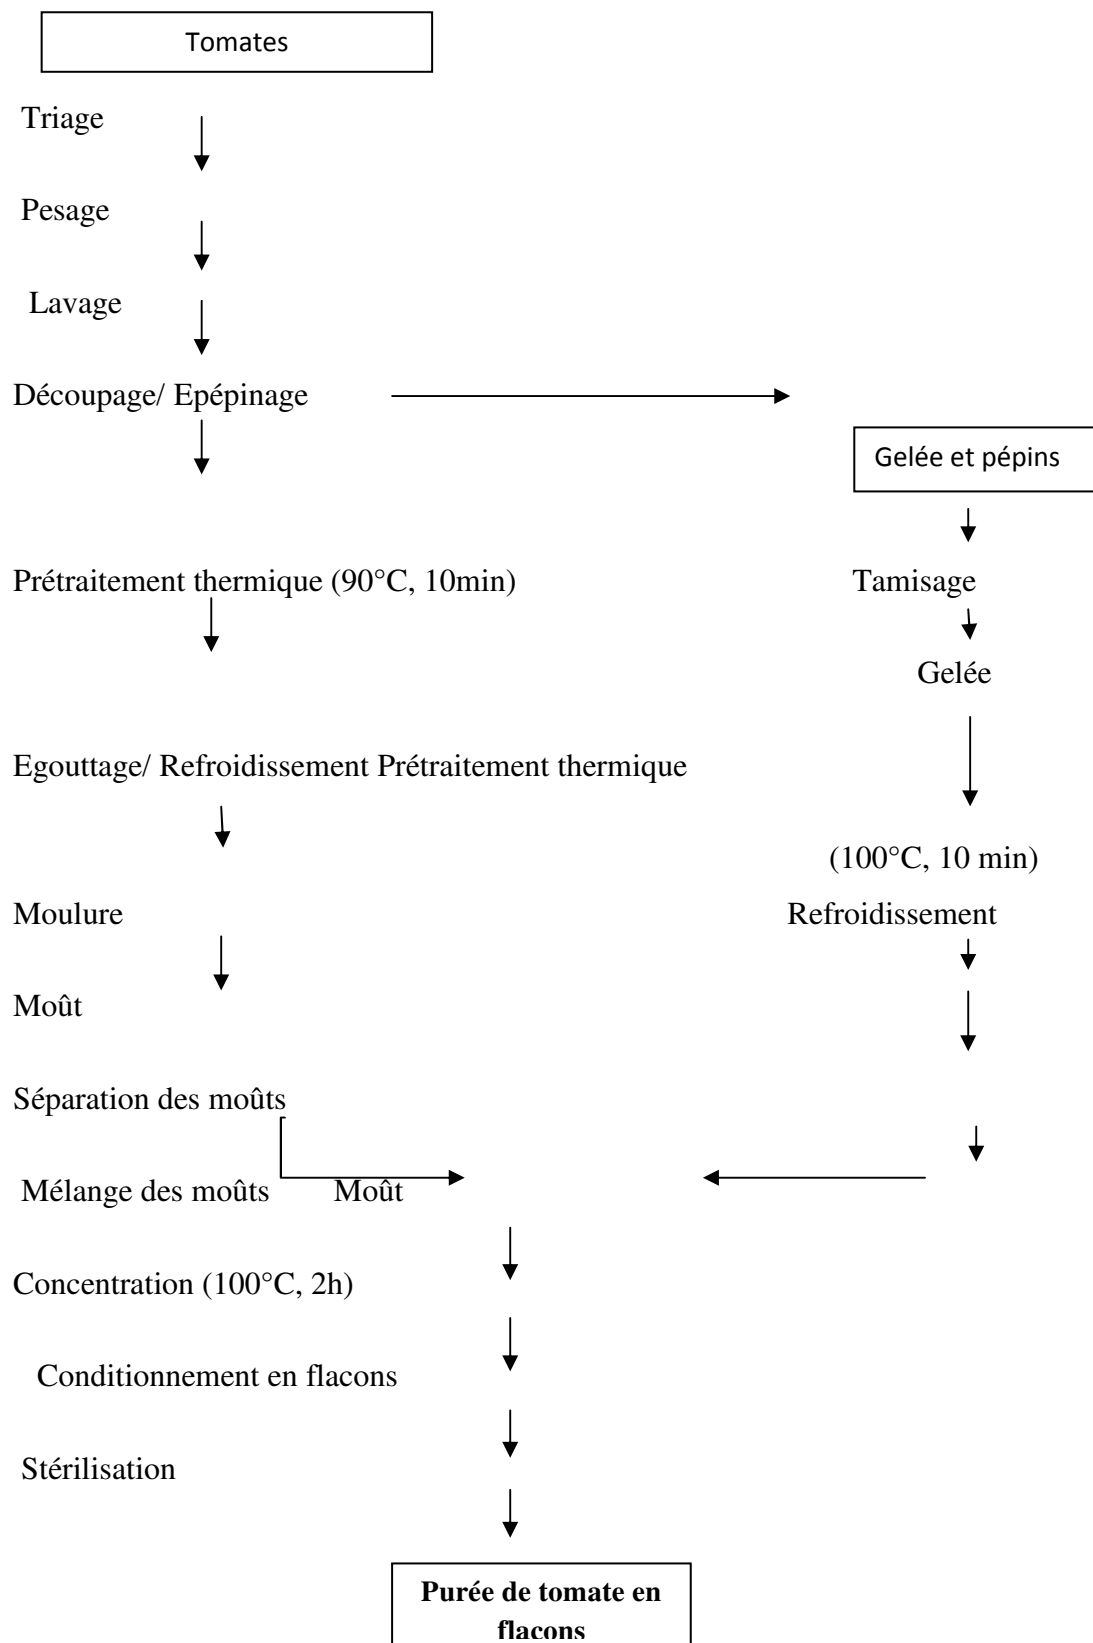 Tomates
Triage
Pesage
Lavage
Découpage/ Epépinage
Gelée et pépins
Prétraitement thermique (90°C, 10min)
Tamisage
Gelée
Egouttage/ Refroidissement Prétraitement thermique
(100°C, 10 min)
Moulure
Refroidissement
Moût
Séparation des moûts
Mélange des moûts
Moût
Concentration (100°C, 2h)
Conditionnement en flacons
Stérilisation
Purée de tomate en
flacons